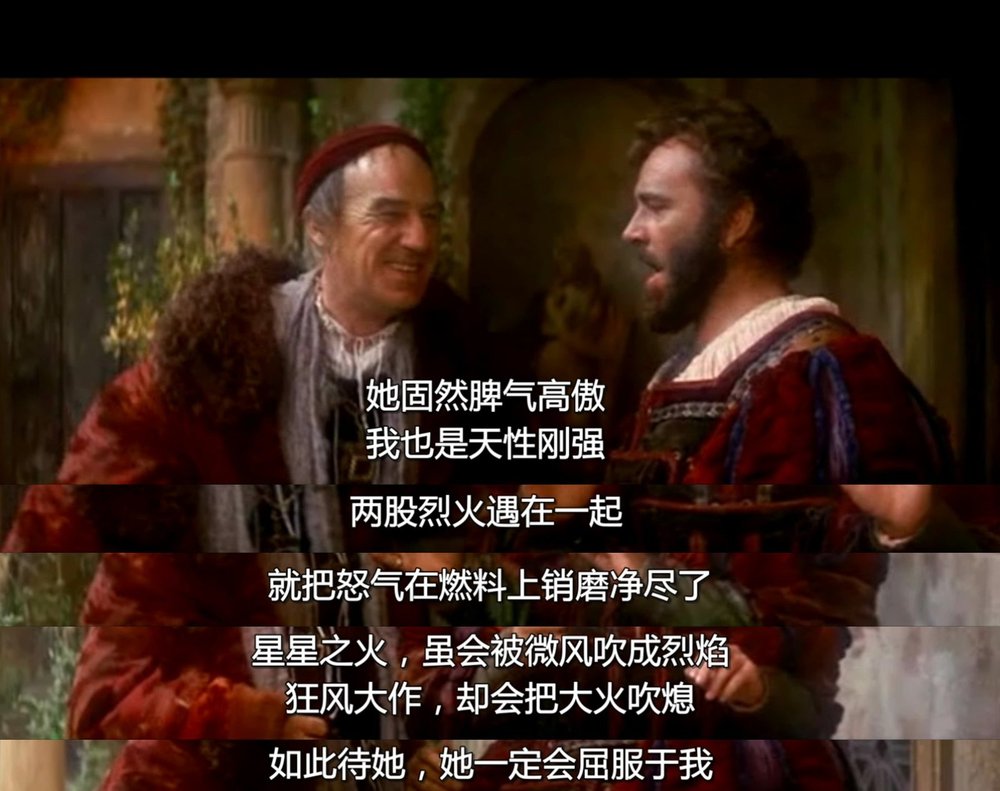 她固然脾气高傲
我也是天性刚强
两股烈火遇在一起
就把怒气在燃料上销磨净尽了
星星之火，虽会被微风吹成烈焰
狂风大作，却会把大火吹熄
如此待她，她一定会屈服于我